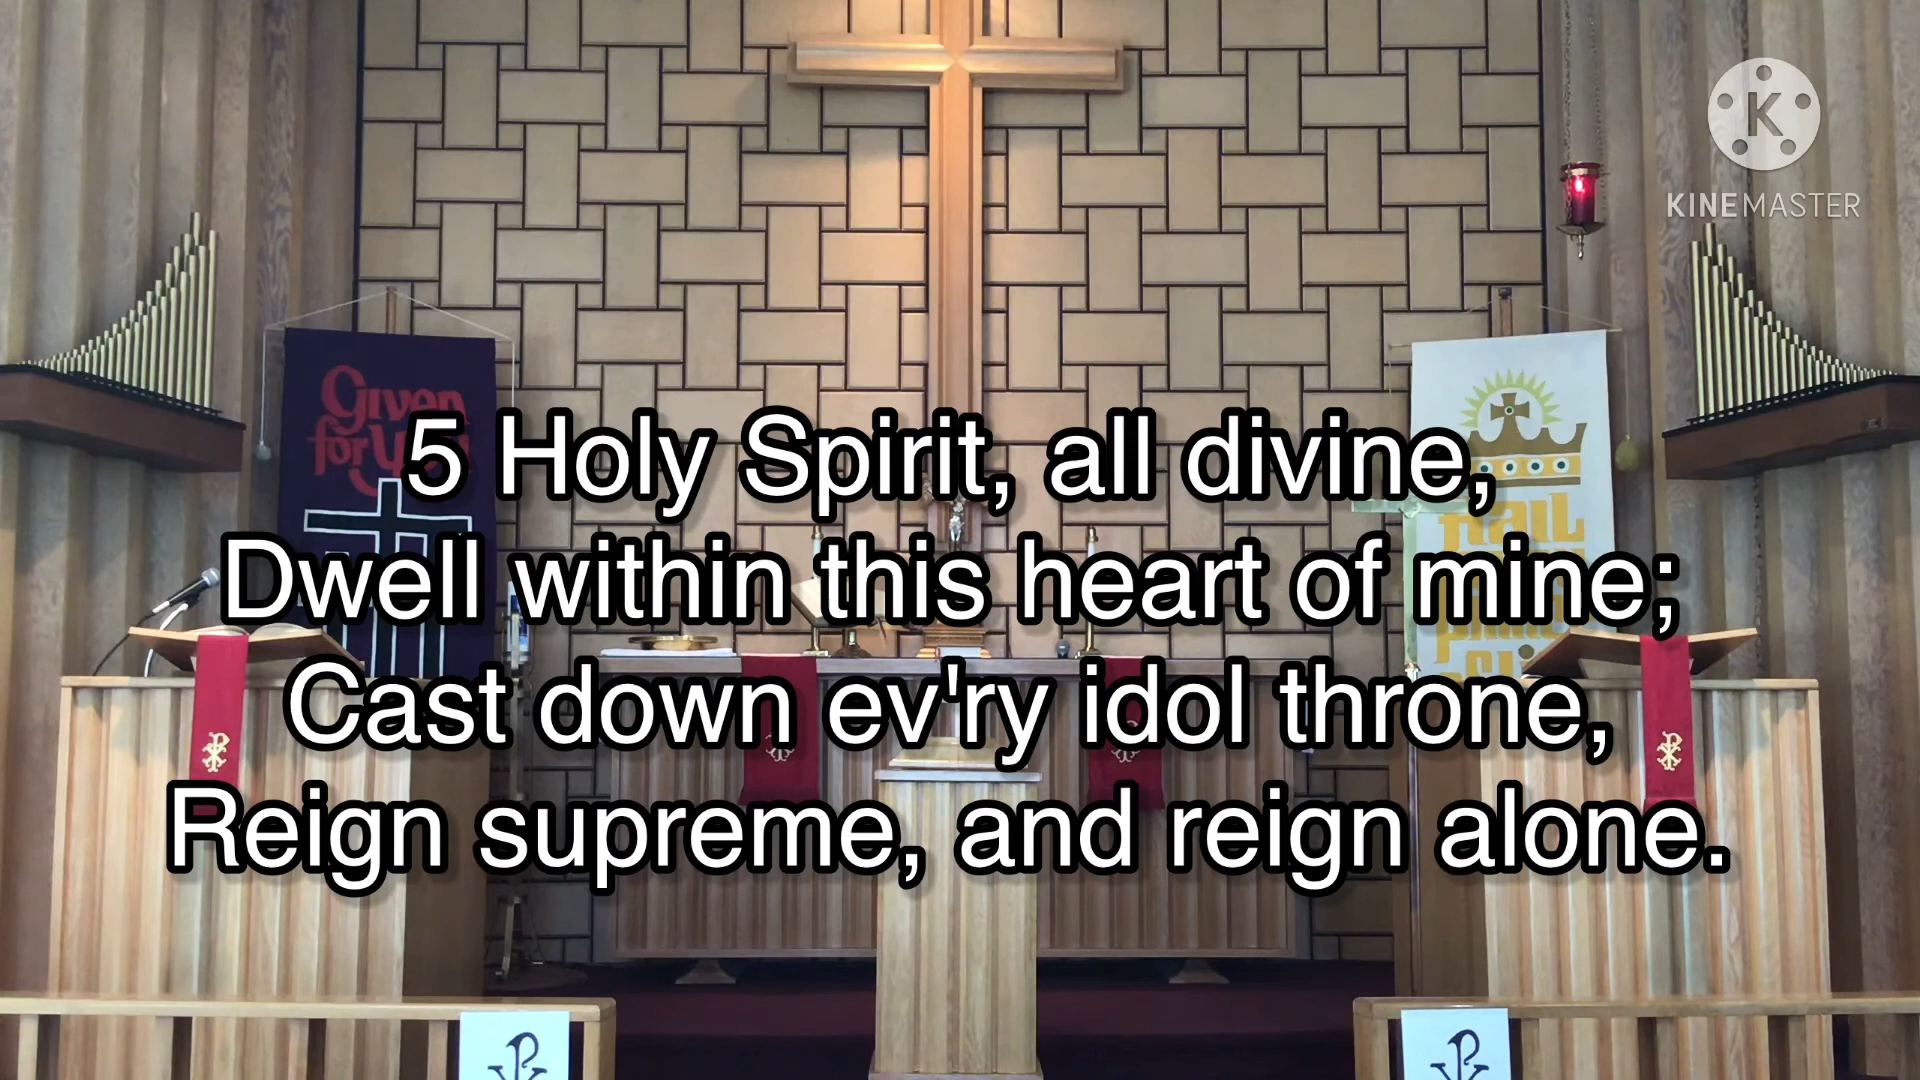 K
KINEMASTER
Given
for
5 Holy Spirit, all divine,
Dwell within this heart of mine;
Cast down ev'ry idol throne,
Reign supreme, and reign alone.
HAIL